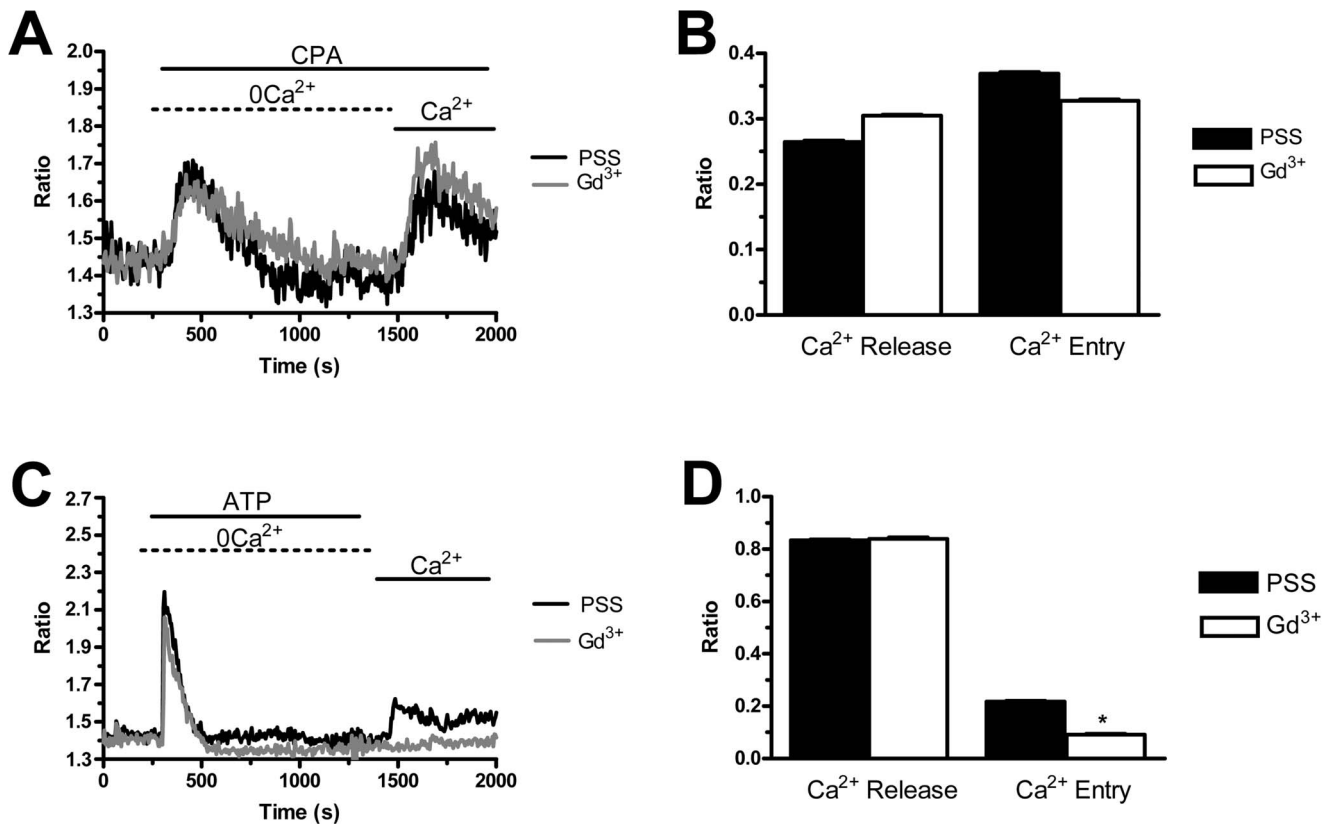 A
2.0
1.9
1.8
1.7
1.6
1.5
1.4
1.3
Ratio
0
500
1000
1500
2000
Time (s)
CPA
0Ca²⁺
Ca²⁺
PSS
Gd³⁺
B
0.4
0.3
0.2
0.1
0.0
Ratio
Ca²⁺ Release
Ca²⁺ Entry
PSS
Gd³⁺
C
2.7
2.5
2.3
2.1
1.9
1.7
1.5
1.3
Ratio
0
500
1000
1500
2000
Time (s)
ATP
0Ca²⁺
Ca²⁺
PSS
Gd³⁺
D
1.0
0.8
0.6
0.4
0.2
0.0
Ratio
*
Ca²⁺ Release
Ca²⁺ Entry
PSS
Gd³⁺